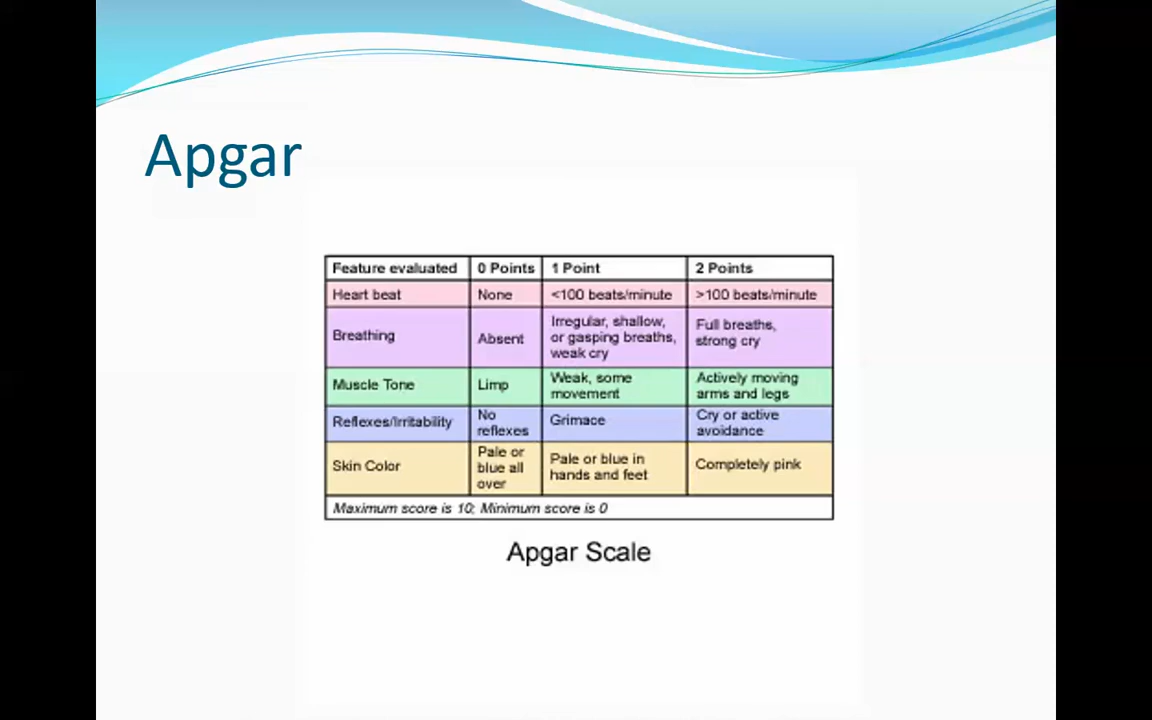 Apgar
Feature evaluated 0 Points 1 Point 2 Points
Heart beat None <100 beats/minute >100 beats/minute
Breathing Absent Irregular, shallow, or gasping breaths, weak cry Full breaths, strong cry
Muscle Tone Limp Weak, some movement Actively moving arms and legs
Reflexes/Irritability No reflexes Grimace Cry or active avoidance
Skin Color Pale or blue all over Pale or blue in hands and feet Completely pink
Maximum score is 10; Minimum score is 0
Apgar Scale